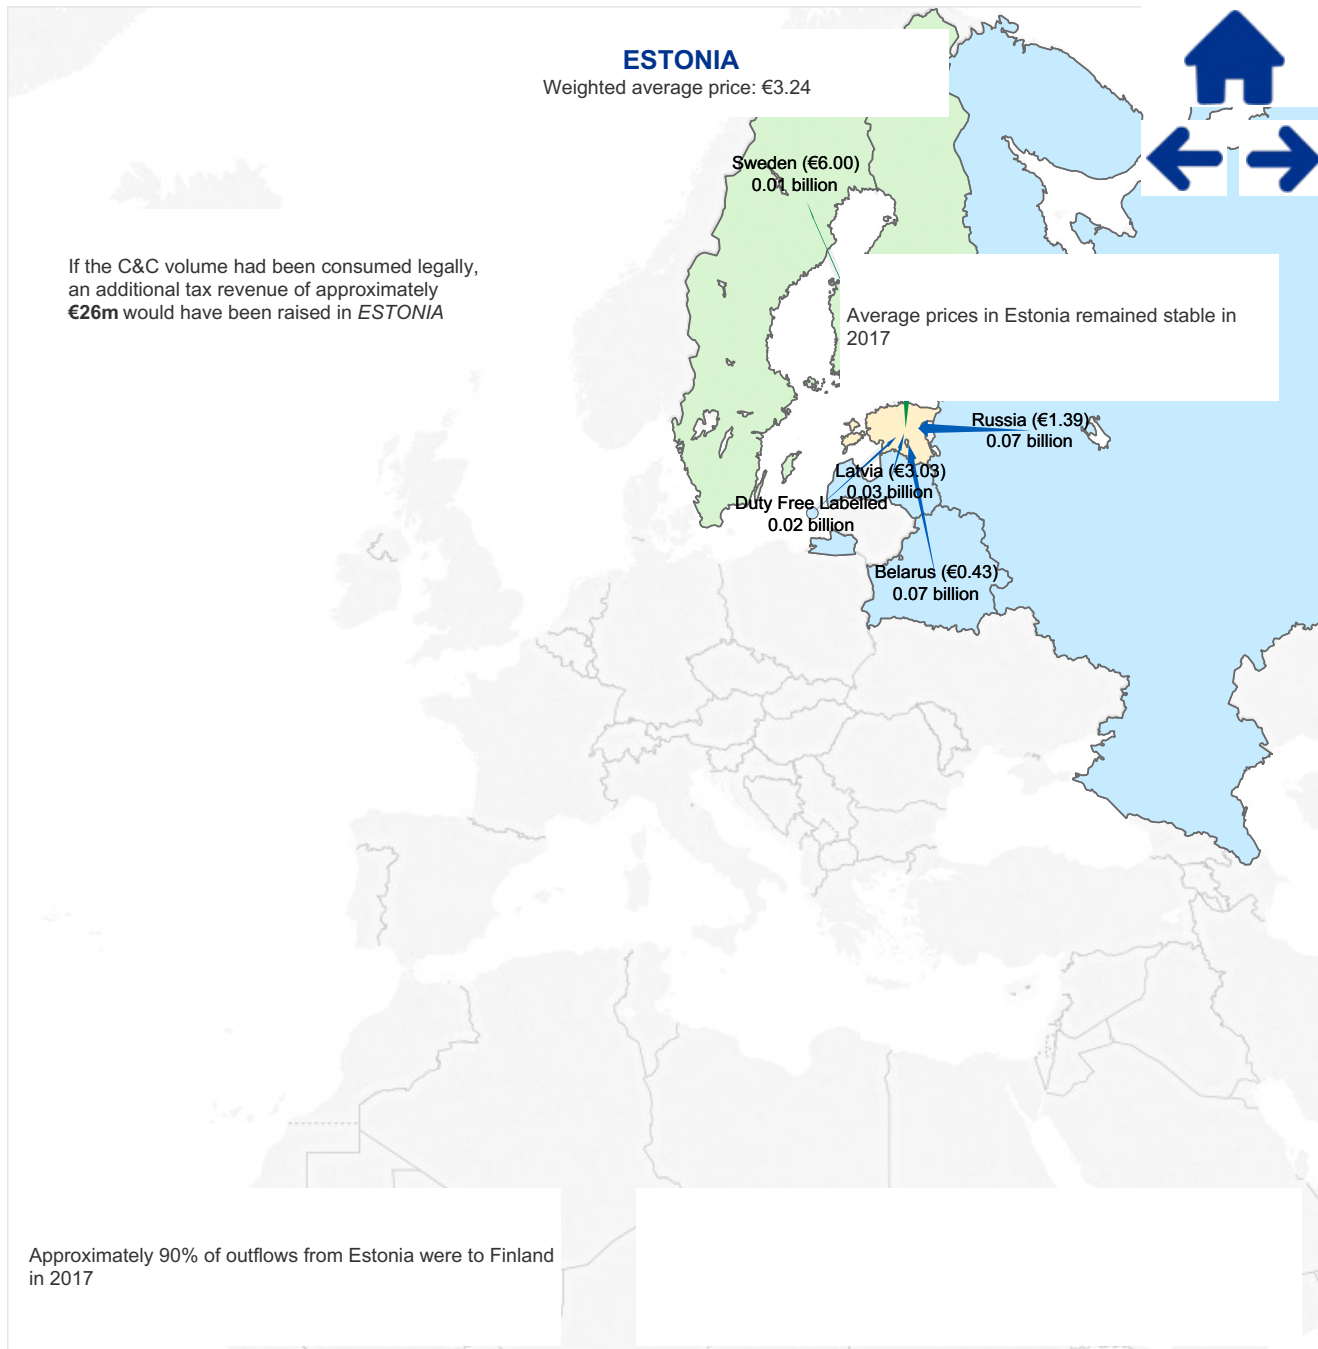 ESTONIA
Weighted average price: €3.24
Sweden (€6.00)
0.01 billion
If the C&C volume had been consumed legally,
an additional tax revenue of approximately
€26m would have been raised in ESTONIA
Average prices in Estonia remained stable in
2017
Russia (€1.39)
0.07 billion
Latvia (€3.03)
0.03 billion
Duty Free Labelled
0.02 billion
Belarus (€0.43)
0.07 billion
Approximately 90% of outflows from Estonia were to Finland
in 2017